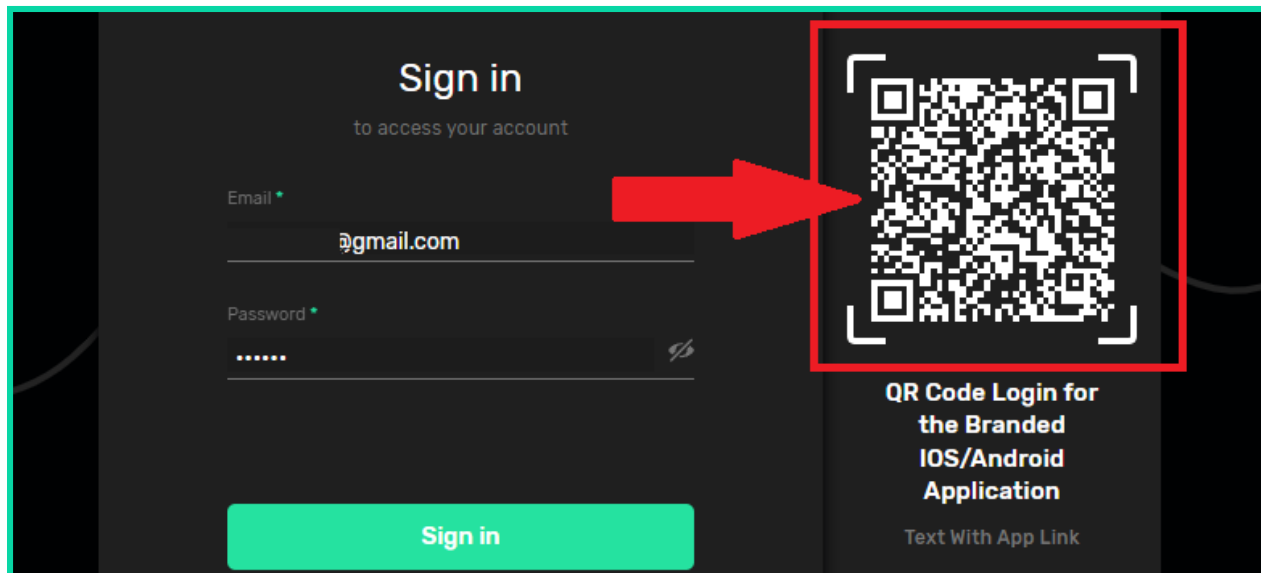 Sign in
to access your account
Email *
@gmail.com
Password *
••••••
Sign in
QR Code Login for
the Branded
IOS/Android
Application
Text With App Link